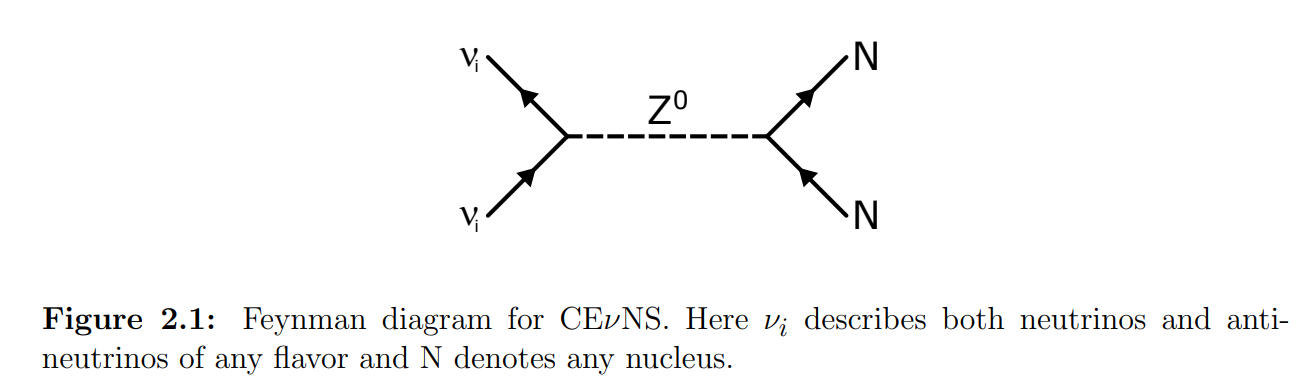 νᵢ N
Z⁰
νᵢ N
Figure 2.1: Feynman diagram for CEνNS. Here νᵢ describes both neutrinos and anti-
neutrinos of any flavor and N denotes any nucleus.